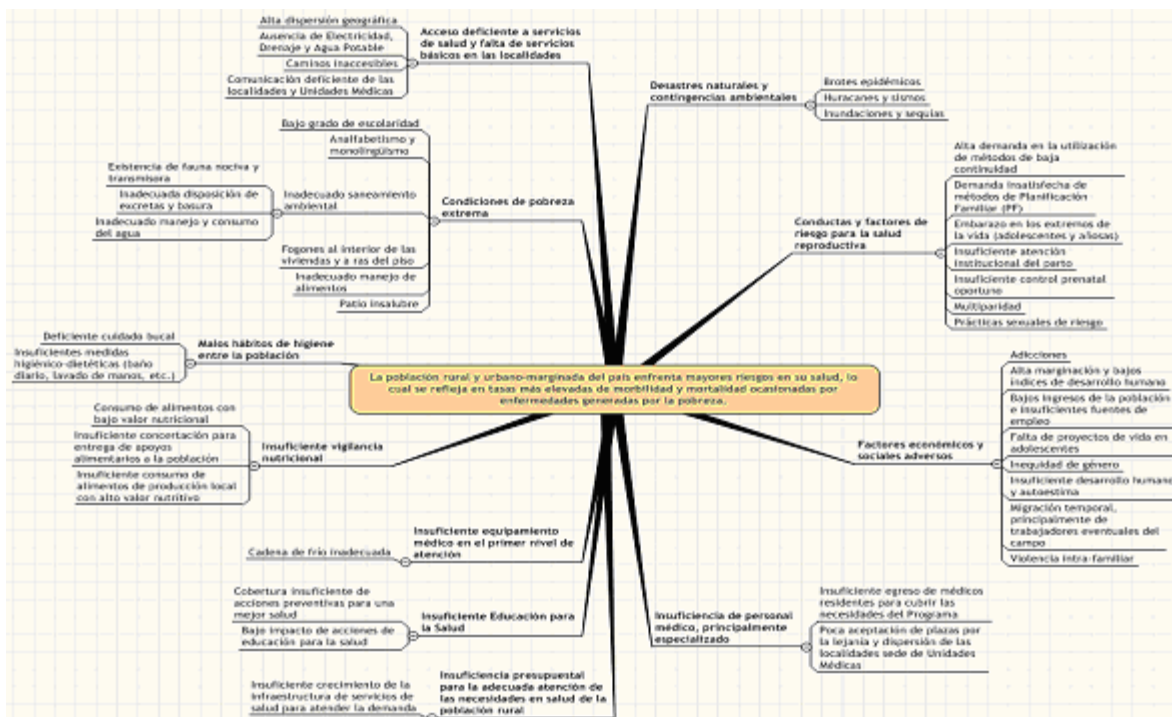 Alta dispersión geográfica
Ausencia de Electricidad,
Drenaje y Agua Potable
Caminos inaccesibles
Comunicación deficiente de las
localidades y Unidades Médicas
Acceso deficiente a servicios
de salud y falta de servicios
básicos en las localidades
Bajo grado de escolaridad
Analfabetismo y
monolingüismo
Existencia de fauna nociva y
transmisora
Inadecuada disposición de
excretas y basura
Inadecuado manejo y consumo
del agua
Inadecuado saneamiento
ambiental
Fogones al interior de las
viviendas y a ras del piso
Inadecuado manejo de
alimentos
Patio insalubre
Condiciones de pobreza
extrema
Deficiente cuidado bucal
Insuficientes medidas
higiénico-dietéticas (baño
diario, lavado de manos, etc.)
Malos hábitos de higiene
entre la población
Consumo de alimentos con
bajo valor nutricional
Insuficiente concertación para
entrega de apoyos
alimentarios a la población
Insuficiente consumo de
alimentos de producción local
con alto valor nutritivo
Insuficiente vigilancia
nutricional
Cadena de frío inadecuada
Insuficiente equipamiento
médico en el primer nivel de
atención
Cobertura insuficiente de
acciones preventivas para una
mejor salud
Bajo impacto de acciones de
educación para la salud
Insuficiente Educación para
la Salud
Insuficiente crecimiento de la
infraestructura de servicios de
salud para atender la demanda
Insuficiencia presupuestal
para la adecuada atención de
las necesidades en salud de la
población rural
La población rural y urbano-marginada del país enfrenta mayores riesgos en su salud, lo
cual se refleja en tasas más elevadas de morbilidad y mortalidad ocasionadas por
enfermedades generadas por la pobreza.
Desastres naturales y
contingencias ambientales
Brotes epidémicos
Huracanes y sismos
Inundaciones y sequías
Conductas y factores de
riesgo para la salud
reproductiva
Alta demanda en la utilización
de métodos de baja
continuidad
Demanda insatisfecha de
métodos de Planificación
Familiar (PF)
Embarazo en los extremos de
la vida (adolescentes y añosas)
Insuficiente atención
institucional del parto
Insuficiente control prenatal
oportuno
Multiparidad
Prácticas sexuales de riesgo
Factores económicos y
sociales adversos
Adicciones
Alta marginación y bajos
índices de desarrollo humano
Bajos ingresos de la población
e insuficientes fuentes de
empleo
Falta de proyectos de vida en
adolescentes
Inequidad de género
Insuficiente desarrollo humano
y autoestima
Migración temporal,
principalmente de
trabajadores eventuales del
campo
Violencia intra-familiar
Insuficiencia de personal
médico, principalmente
especializado
Insuficiente egreso de médicos
residentes para cubrir las
necesidades del Programa
Poca aceptación de plazas por
la lejanía y dispersión de las
localidades sede de Unidades
Médicas